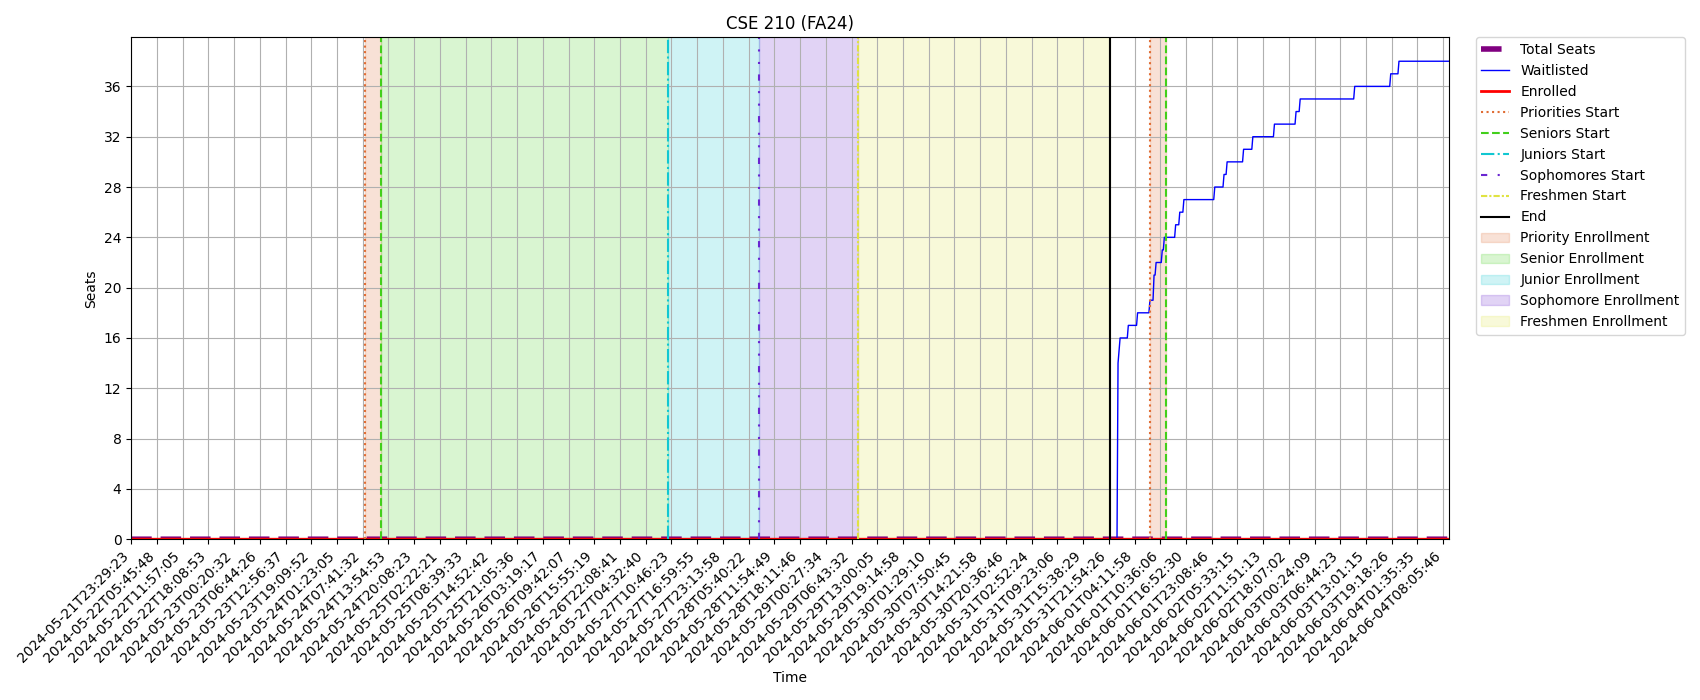 CSE 210 (FA24)
Seats
36
32
28
24
20
16
12
8
4
0
2024-05-21T23:29:23
2024-05-22T05:45:48
2024-05-22T11:57:05
2024-05-22T18:08:53
2024-05-23T00:20:32
2024-05-23T06:44:26
2024-05-23T12:56:37
2024-05-23T19:09:52
2024-05-24T01:23:05
2024-05-24T07:41:32
2024-05-24T13:54:53
2024-05-24T20:08:23
2024-05-25T02:22:21
2024-05-25T08:39:33
2024-05-25T14:52:42
2024-05-25T21:05:36
2024-05-26T03:19:17
2024-05-26T09:42:07
2024-05-26T15:55:19
2024-05-26T22:08:41
2024-05-27T04:32:40
2024-05-27T10:46:23
2024-05-27T16:59:55
2024-05-27T23:13:58
2024-05-28T05:40:22
2024-05-28T11:54:49
2024-05-28T18:11:46
2024-05-29T00:27:34
2024-05-29T06:43:32
2024-05-29T13:00:05
2024-05-29T19:14:58
2024-05-30T01:29:10
2024-05-30T07:50:45
2024-05-30T14:21:58
2024-05-30T20:36:46
2024-05-31T02:52:24
2024-05-31T09:23:06
2024-05-31T15:38:29
2024-05-31T21:54:26
2024-06-01T04:11:58
2024-06-01T10:36:06
2024-06-01T16:52:30
2024-06-01T23:08:46
2024-06-02T05:33:15
2024-06-02T11:51:13
2024-06-02T18:07:02
2024-06-03T00:24:09
2024-06-03T06:44:23
2024-06-03T13:01:15
2024-06-03T19:18:26
2024-06-04T01:35:35
2024-06-04T08:05:46
Time
Total Seats
Waitlisted
Enrolled
Priorities Start
Seniors Start
Juniors Start
Sophomores Start
Freshmen Start
End
Priority Enrollment
Senior Enrollment
Junior Enrollment
Sophomore Enrollment
Freshmen Enrollment